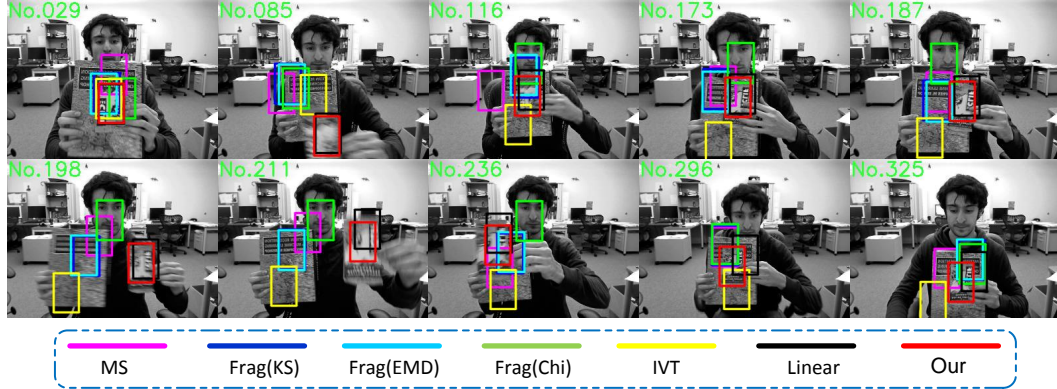 No.029 No.085 No.116 No.173 No.187
No.198 No.211 No.236 No.296 No.325
MS Frag(KS) Frag(EMD) Frag(Chi) IVT Linear Our